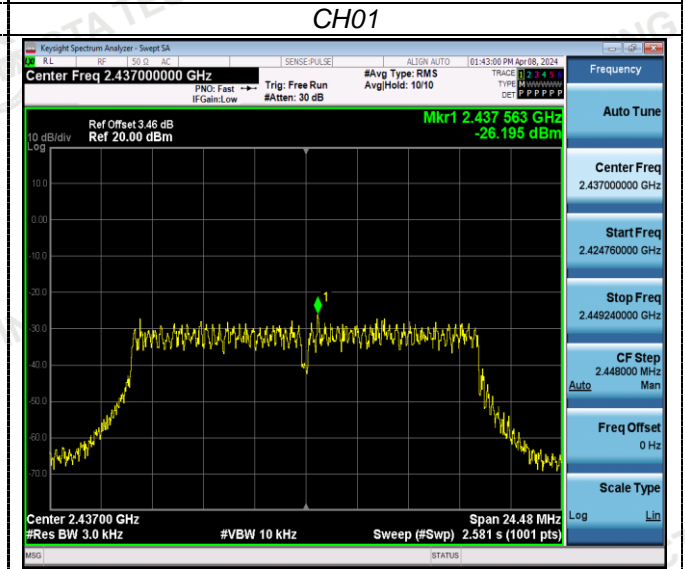 CH01
Keysight Spectrum Analyzer - Swept SA
RL RF 50 Ω AC SENSE:PULSE ALIGN AUTO 01:43:00 PM Apr 08, 2024
Center Freq 2.437000000 GHz
#Avg Type: RMS
TRACE 1 2 3 4 5 6
PNO: Fast
Trig: Free Run
Avg|Hold: 10/10
TYPE M WWWWW
IFGain:Low
#Atten: 30 dB
DET P P P P P P
Mkr1 2.437 563 GHz
-26.195 dBm
Ref Offset 3.46 dB
10 dB/div Ref 20.00 dBm
Log
10.0
0.00
-10.0
-20.0
-30.0
-40.0
-50.0
-60.0
-70.0
1
Center 2.43700 GHz
Span 24.48 MHz
#Res BW 3.0 kHz
#VBW 10 kHz
Sweep (#Swp) 2.581 s (1001 pts)
MSG
STATUS
Frequency
Auto Tune
Center Freq
2.437000000 GHz
Start Freq
2.424760000 GHz
Stop Freq
2.449240000 GHz
CF Step
2.448000 MHz
Auto Man
Freq Offset
0 Hz
Scale Type
Log Lin